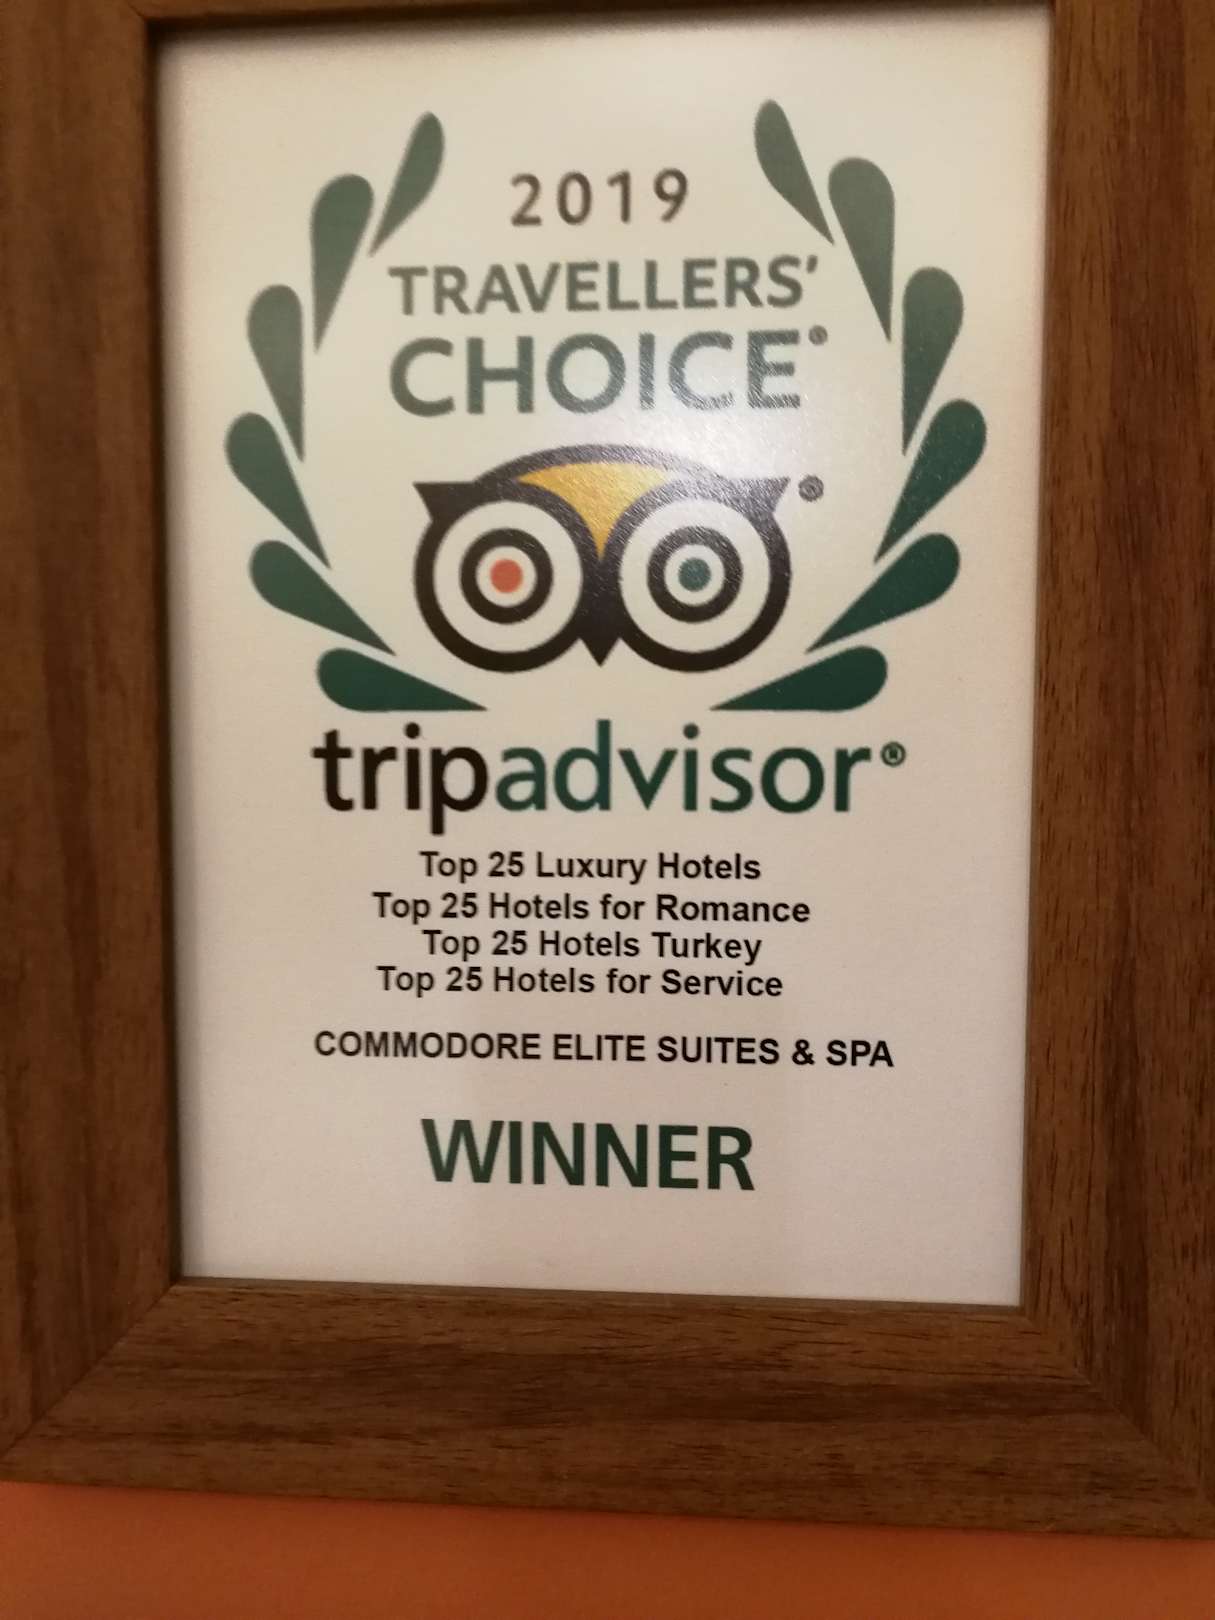 2019
TRAVELLERS'
CHOICE®
®
tripadvisor®
Top 25 Luxury Hotels
Top 25 Hotels for Romance
Top 25 Hotels Turkey
Top 25 Hotels for Service
COMMODORE ELITE SUITES & SPA
WINNER